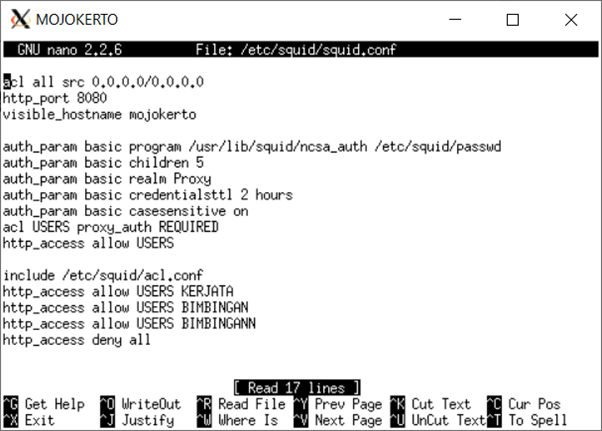 MOJOKERTO
GNU nano 2.2.6 File: /etc/squid/squid.conf
acl all src 0.0.0.0/0.0.0.0
http_port 8080
visible_hostname mojokerto
auth_param basic program /usr/lib/squid/ncsa_auth /etc/squid/passwd
auth_param basic children 5
auth_param basic realm Proxy
auth_param basic credentialsttl 2 hours
auth_param basic casesensitive on
acl USERS proxy_auth REQUIRED
http_access allow USERS
include /etc/squid/acl.conf
http_access allow USERS KERJATA
http_access allow USERS BIMBINGAN
http_access allow USERS BIMBINGANN
http_access deny all
[ Read 17 lines ]
^G Get Help ^O WriteOut ^R Read File ^Y Prev Page ^K Cut Text ^C Cur Pos
^X Exit ^J Justify ^W Where Is ^V Next Page ^U UnCut Text ^T To Spell